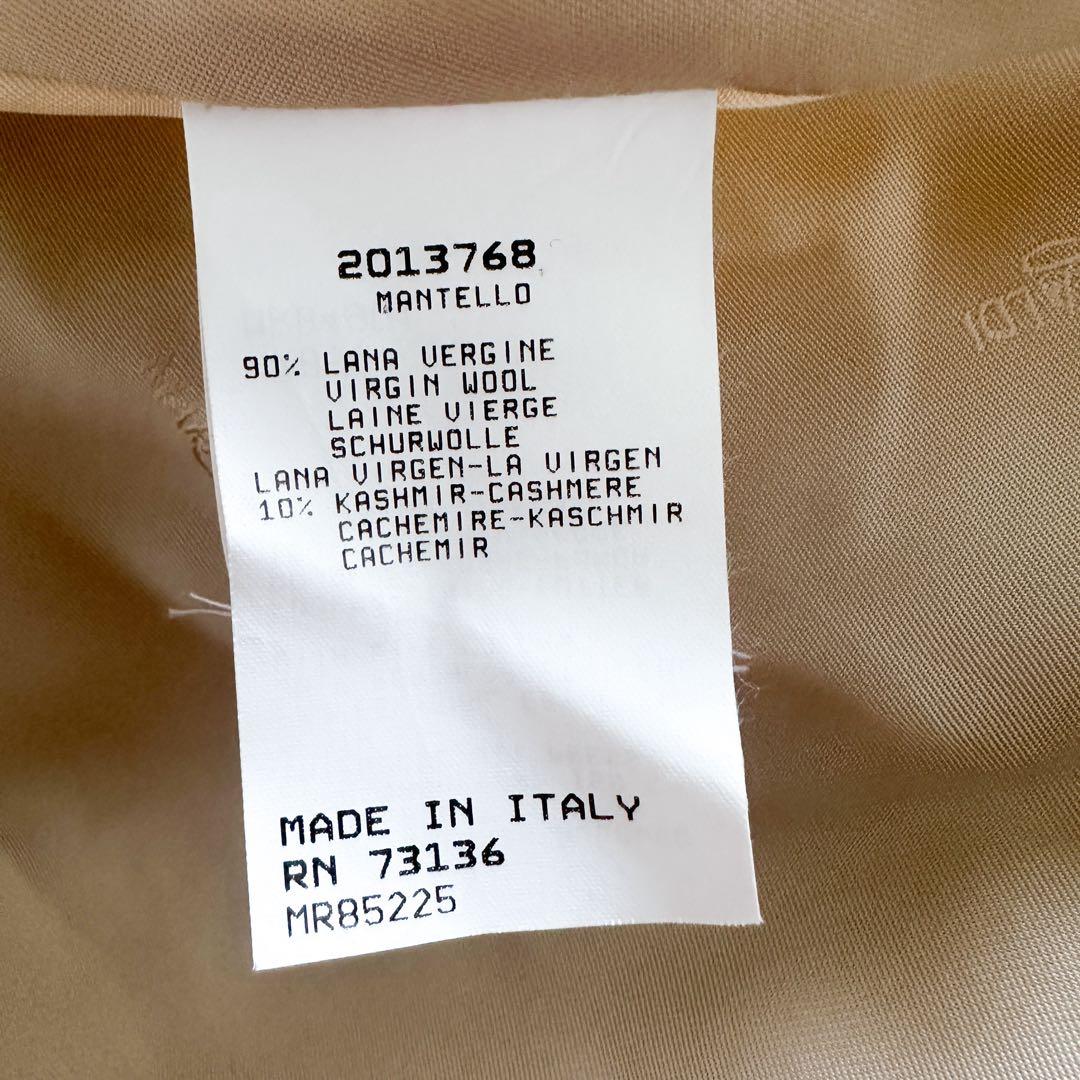 2013768
MANTELLO
90% LANA VERGINE
VIRGIN WOOL
LAINE VIERGE
SCHURWOLLE
LANA VIRGEN-LA VIRGEN
10% KASHMIR-CASHMERE
CACHEMIRE-KASCHMIR
CACHEMIR
MADE IN ITALY
RN 73136
MR85225